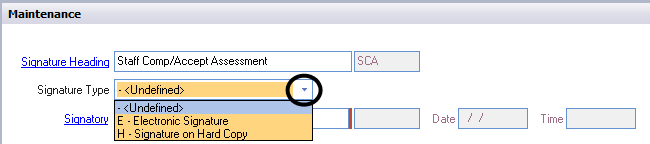 Maintenance
Signature Heading Staff Comp/Accept Assessment SCA
Signature Type - <Undefined>
- <Undefined>
E - Electronic Signature
H - Signature on Hard Copy
Signatory Date / / Time